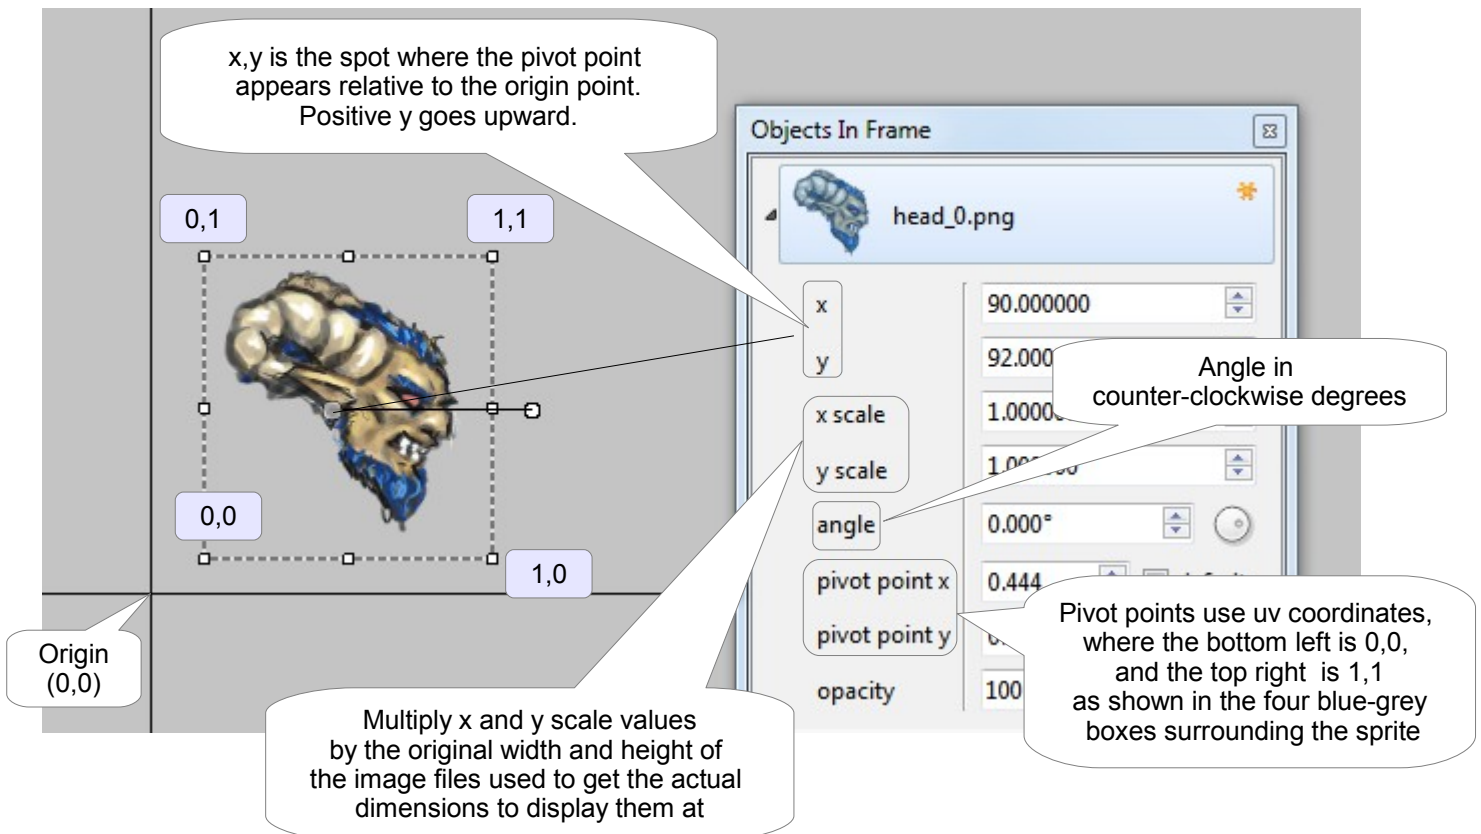 x,y is the spot where the pivot point
appears relative to the origin point.
Positive y goes upward.
Objects In Frame
head_0.png
0,1
1,1
0,0
1,0
Origin
(0,0)
x
90.000000
y
x scale
y scale
angle
0.000°
pivot point x
0.444
pivot point y
opacity
100
Angle in
counter-clockwise degrees
Pivot points use uv coordinates,
where the bottom left is 0,0,
and the top right is 1,1
as shown in the four blue-grey
boxes surrounding the sprite
Multiply x and y scale values
by the original width and height of
the image files used to get the actual
dimensions to display them at